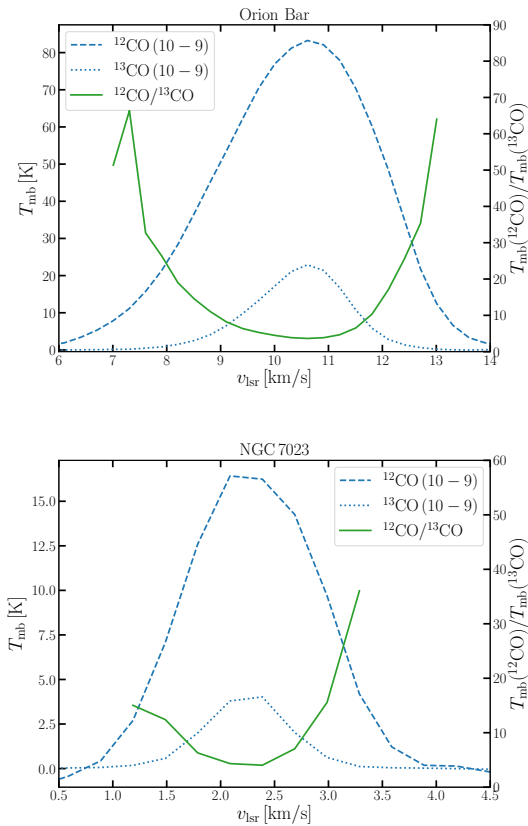 Orion Bar
¹²CO (10 − 9)
¹³CO (10 − 9)
¹²CO/¹³CO
T_mb [K]
80
70
60
50
40
30
20
10
0
90
80
70
60
50
40
30
20
10
0
T_mb(¹²CO)/T_mb(¹³CO)
6 7 8 9 10 11 12 13 14
v_lsr [km/s]
NGC 7023
¹²CO (10 − 9)
¹³CO (10 − 9)
¹²CO/¹³CO
T_mb [K]
15.0
12.5
10.0
7.5
5.0
2.5
0.0
60
50
40
30
20
10
0
T_mb(¹²CO)/T_mb(¹³CO)
0.5 1.0 1.5 2.0 2.5 3.0 3.5 4.0 4.5
v_lsr [km/s]